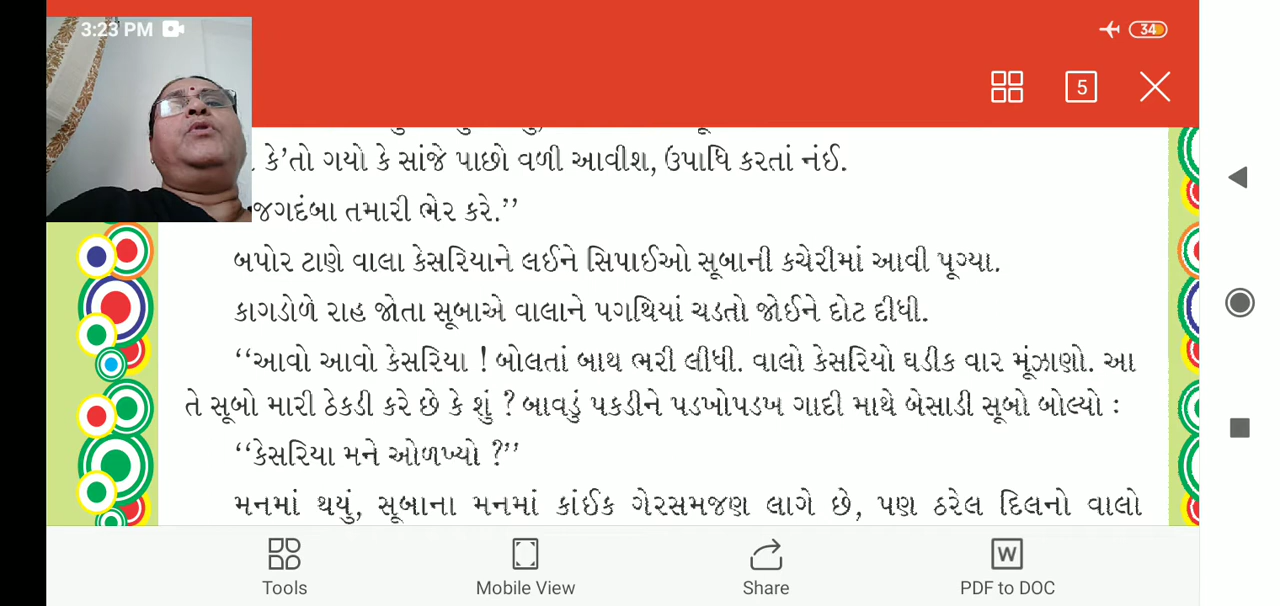 3:23 PM
34
5
કે'તો ગયો કે સાંજે પાછો વળી આવીશ, ઉપાધિ કરતાં નંઈ.
જગદંબા તમારી ભેર કરે.’’
બપોર ટાણે વાલા કેસરિયાને લઈને સિપાઈઓ સૂબાની કચેરીમાં આવી પૂગ્યા.
કાગડોળે રાહ જોતા સૂબાએ વાલાને પગથિયાં ચડતો જોઈને દોટ દીધી.
‘‘આવો આવો કેસરિયા ! બોલતાં બાથ ભરી લીધી. વાલો કેસરિયો ઘડીક વાર મૂંઝાણો. આ
તે સૂબો મારી ઠેકડી કરે છે કે શું ? બાવડું પકડીને પડખોપડખ ગાદી માથે બેસાડી સૂબો બોલ્યો :
‘‘કેસરિયા મને ઓળખ્યો ?’’
મનમાં થયું, સૂબાના મનમાં કાંઈક ગેરસમજણ લાગે છે, પણ ઠરેલ દિલનો વાલો
Tools
Mobile View
Share
W
PDF to DOC